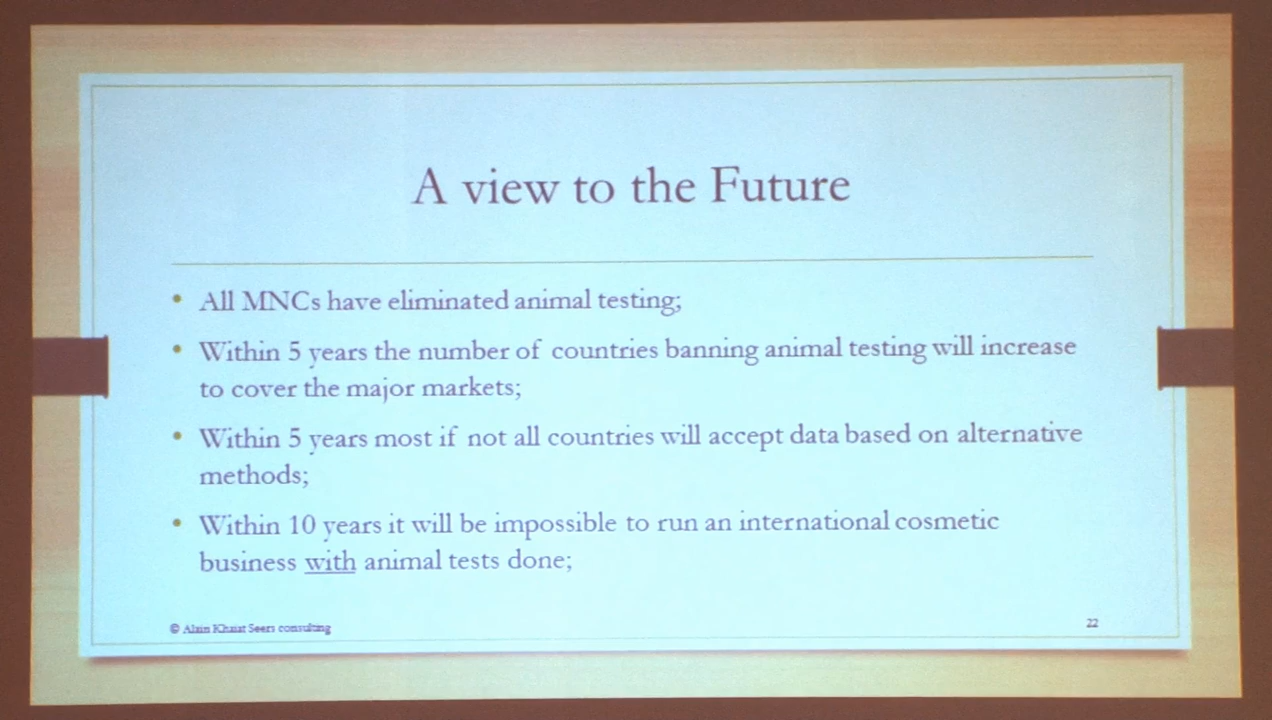 A view to the Future
• All MNCs have eliminated animal testing;
• Within 5 years the number of countries banning animal testing will increase
to cover the major markets;
• Within 5 years most if not all countries will accept data based on alternative
methods;
• Within 10 years it will be impossible to run an international cosmetic
business with animal tests done;
© Alain Khaiat Seers consulting
22